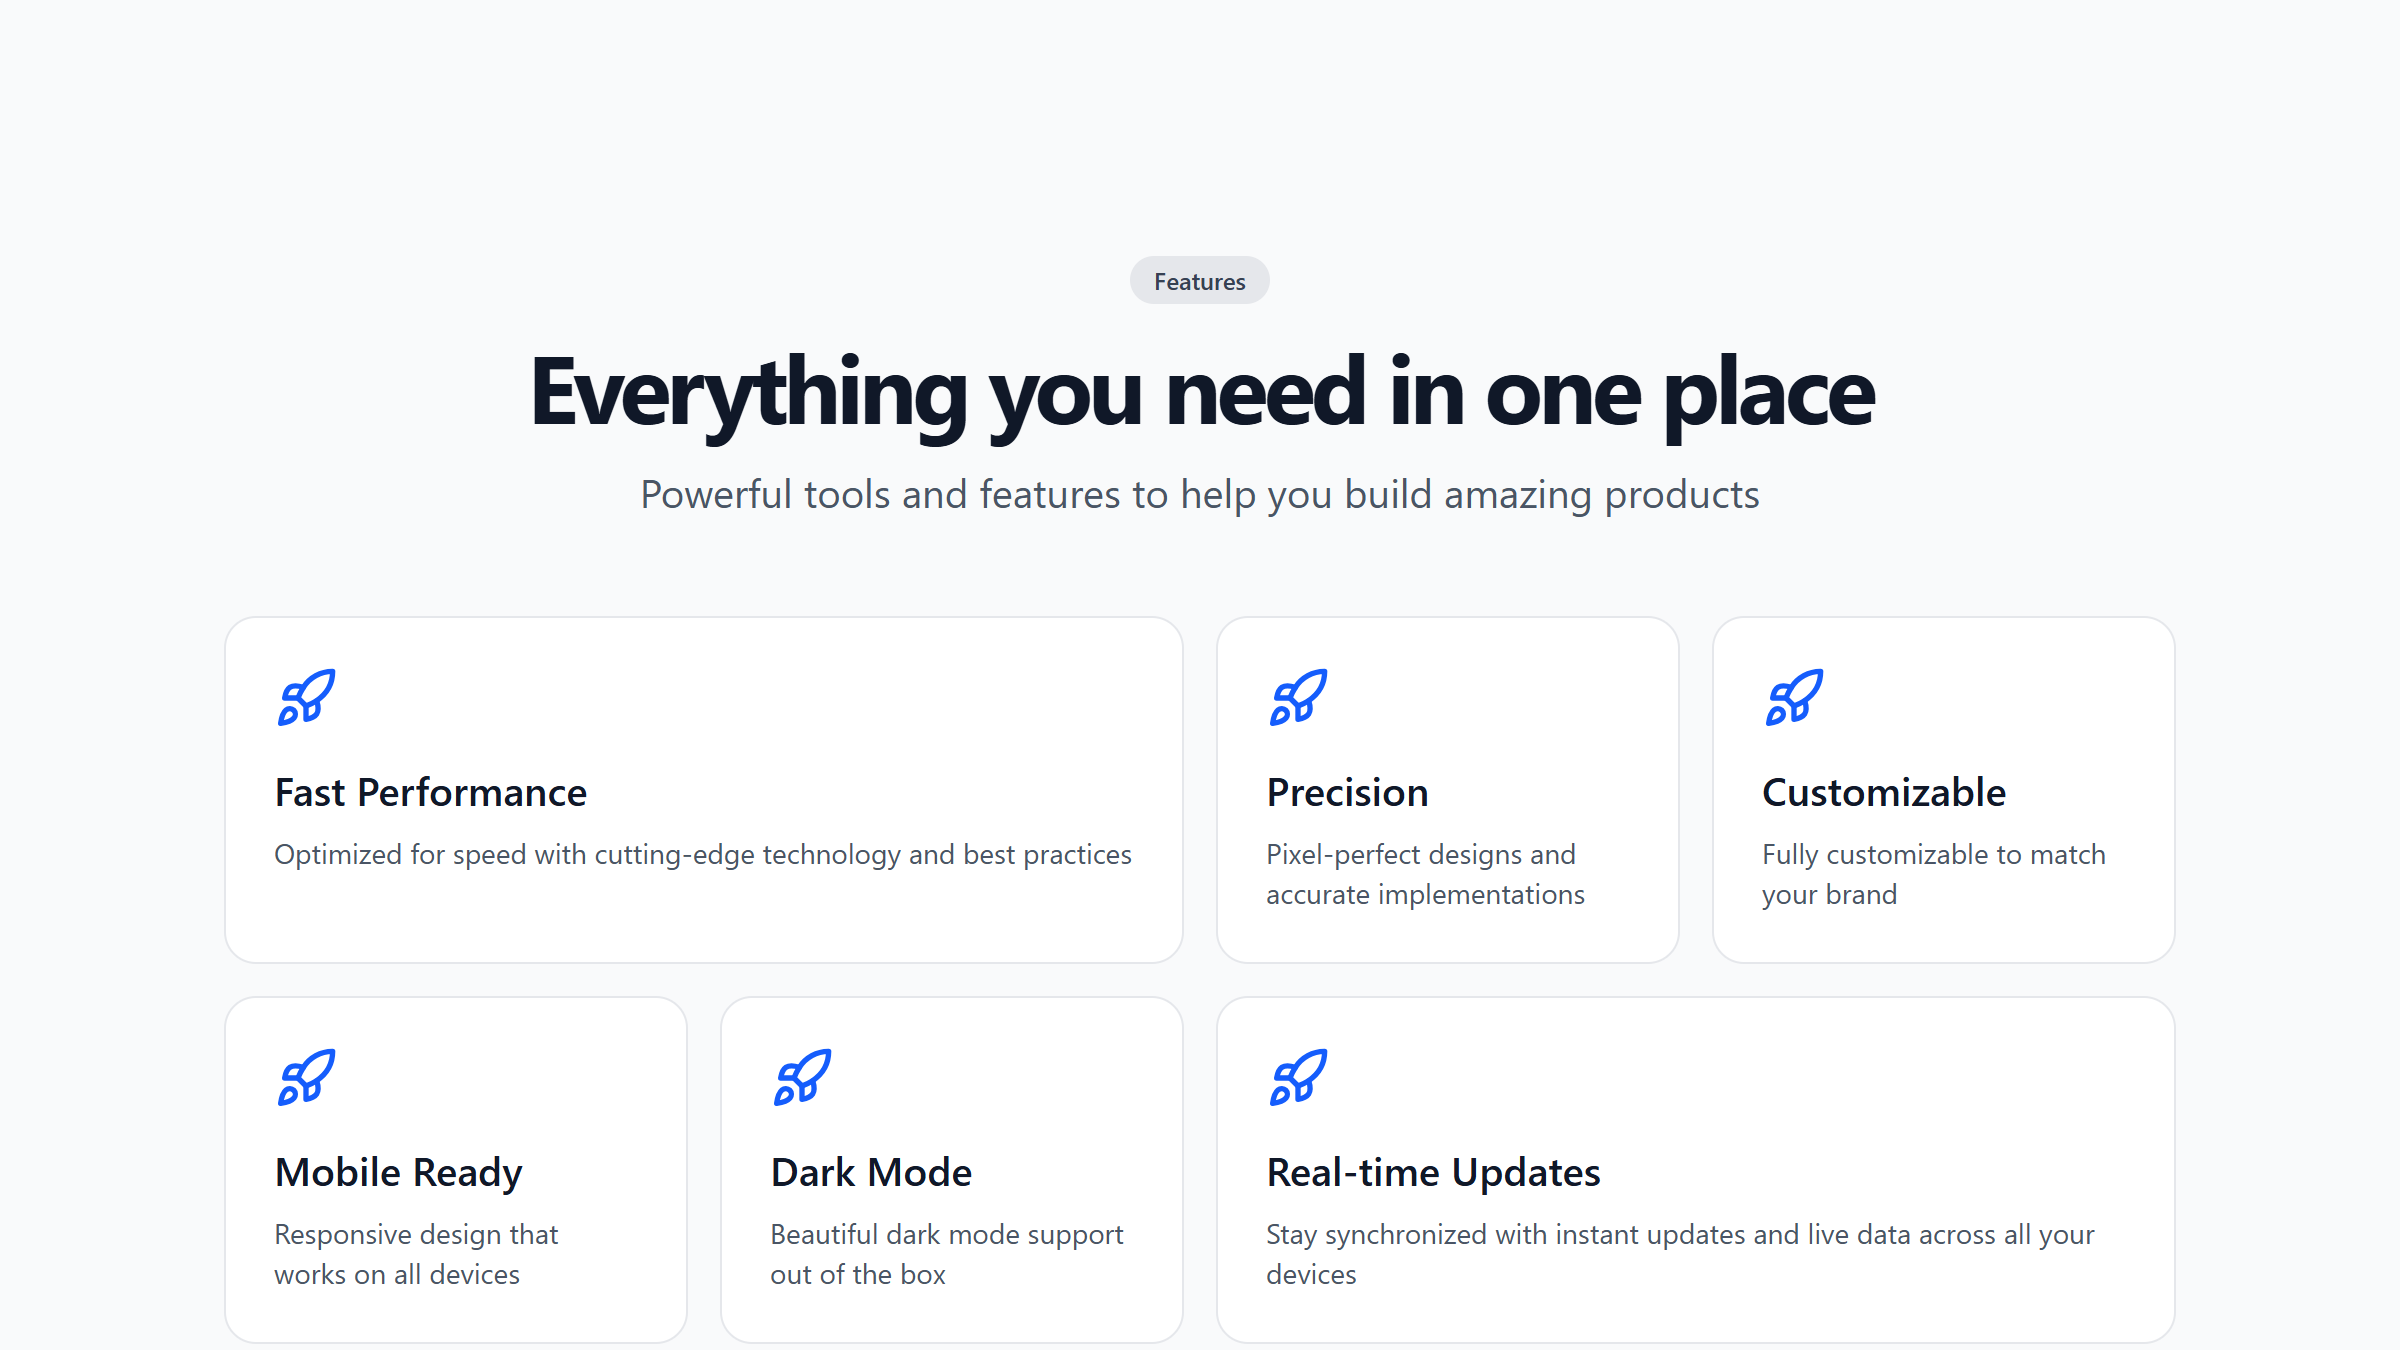 Features
Everything you need in one place
Powerful tools and features to help you build amazing products
Fast Performance
Optimized for speed with cutting-edge technology and best practices
Precision
Pixel-perfect designs and
accurate implementations
Customizable
Fully customizable to match
your brand
Mobile Ready
Responsive design that
works on all devices
Dark Mode
Beautiful dark mode support
out of the box
Real-time Updates
Stay synchronized with instant updates and live data across all your
devices